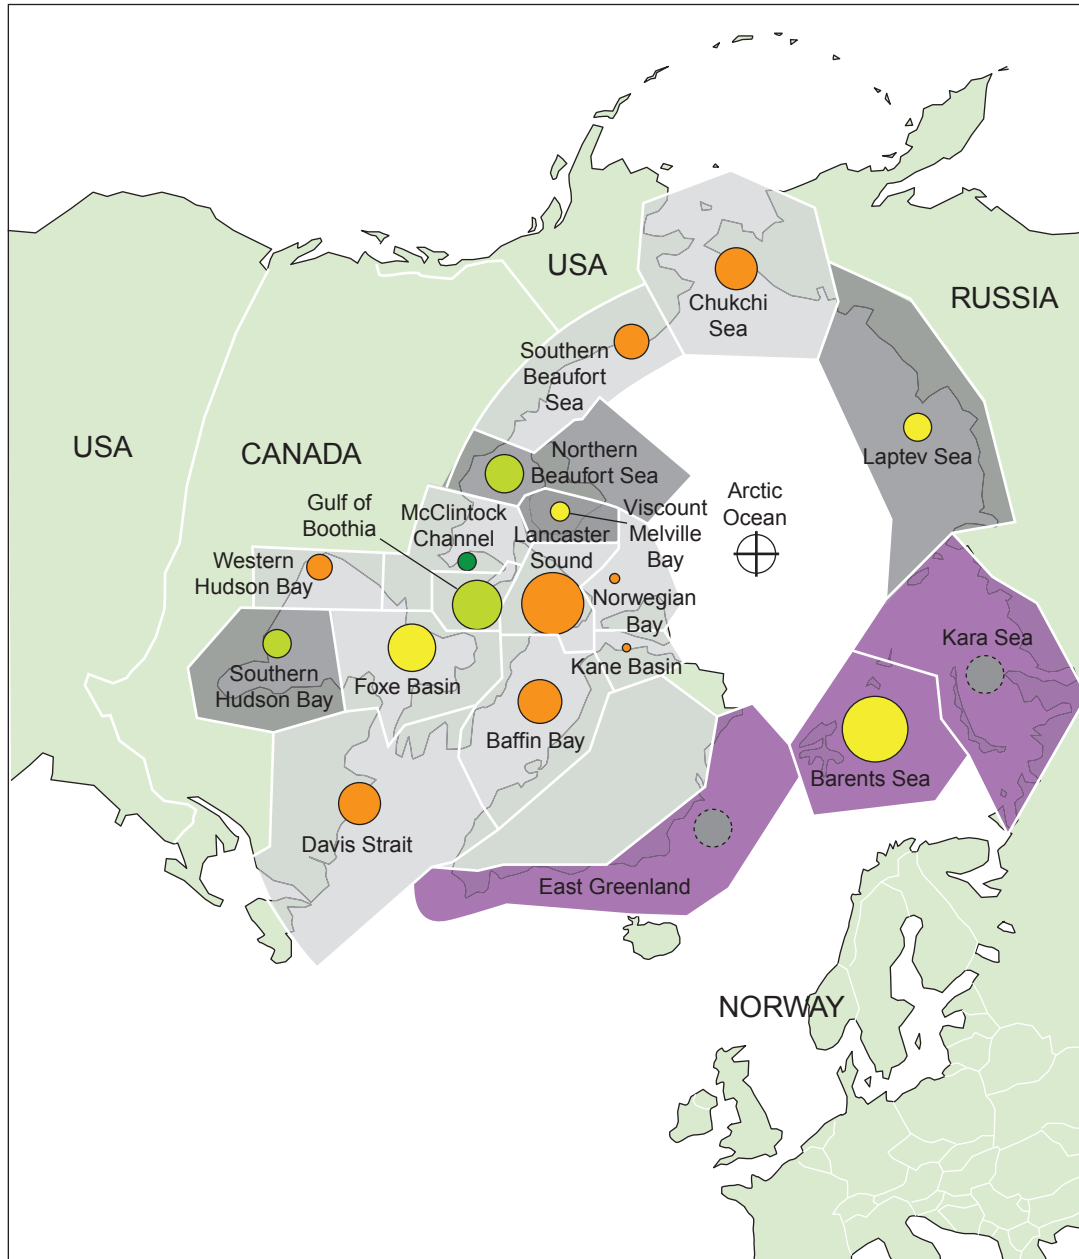 USA
Chukchi
Sea
RUSSIA
Southern
Beaufort
Sea
USA
CANADA
Northern
Beaufort Sea
Laptev Sea
Gulf of
Boothia
McClintock
Channel
Lancaster
Sound
Viscount
Melville
Bay
Arctic
Ocean
Western
Hudson Bay
Norwegian
Bay
Kara Sea
Southern
Hudson Bay
Foxe Basin
Kane Basin
Baffin Bay
Barents Sea
Davis Strait
East Greenland
NORWAY